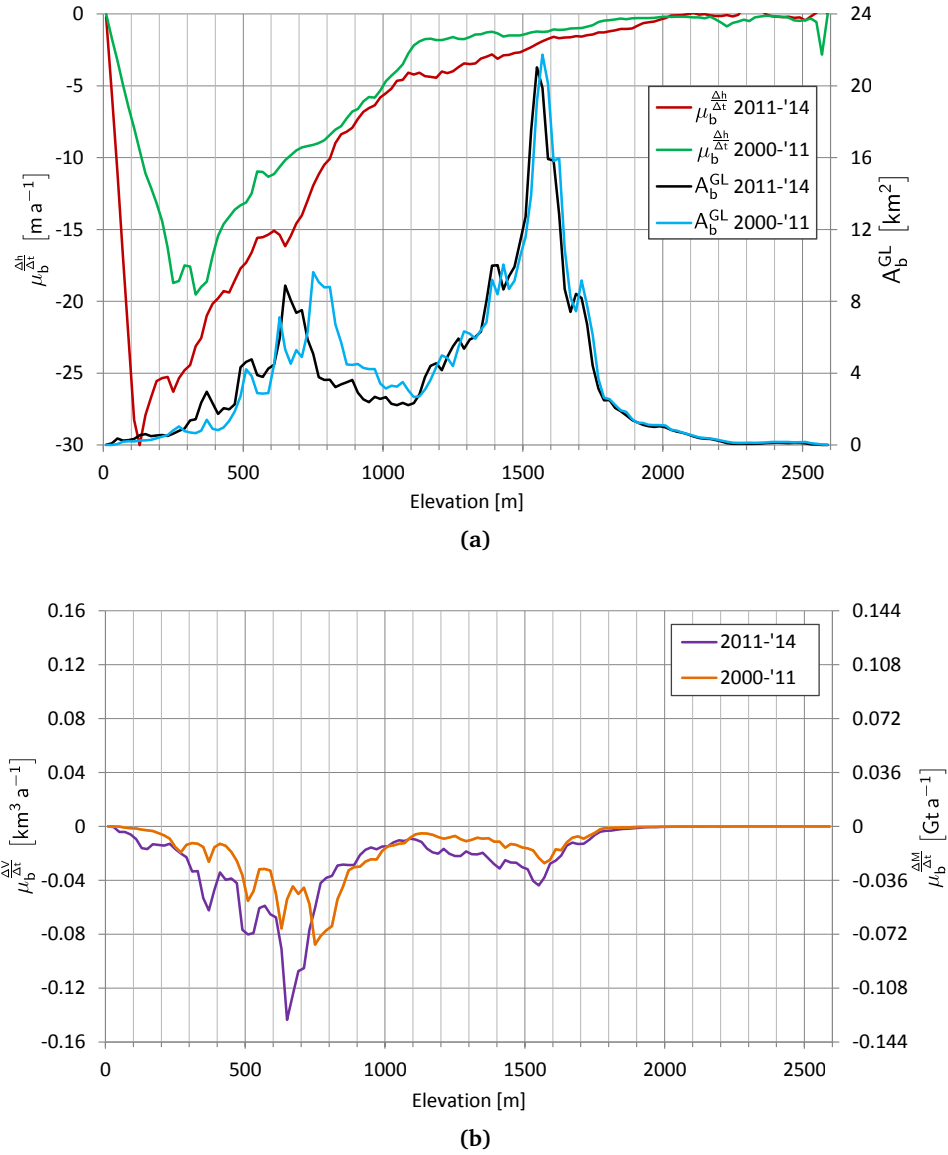 0
-5
-10
-15
-20
-25
-30
24
20
16
12
8
4
0
μ_b^{Δh/Δt} 2011-'14
μ_b^{Δh/Δt} 2000-'11
A_b^{GL} 2011-'14
A_b^{GL} 2000-'11
μ_b^{Δh/Δt} [m a⁻¹]
A_b^{GL} [km²]
0 500 1000 1500 2000 2500
Elevation [m]
(a)
0.16
0.12
0.08
0.04
0
-0.04
-0.08
-0.12
-0.16
0.144
0.108
0.072
0.036
0
-0.036
-0.072
-0.108
-0.144
2011-'14
2000-'11
μ_b^{ΔV/Δt} [km³ a⁻¹]
μ_b^{ΔM/Δt} [Gt a⁻¹]
0 500 1000 1500 2000 2500
Elevation [m]
(b)